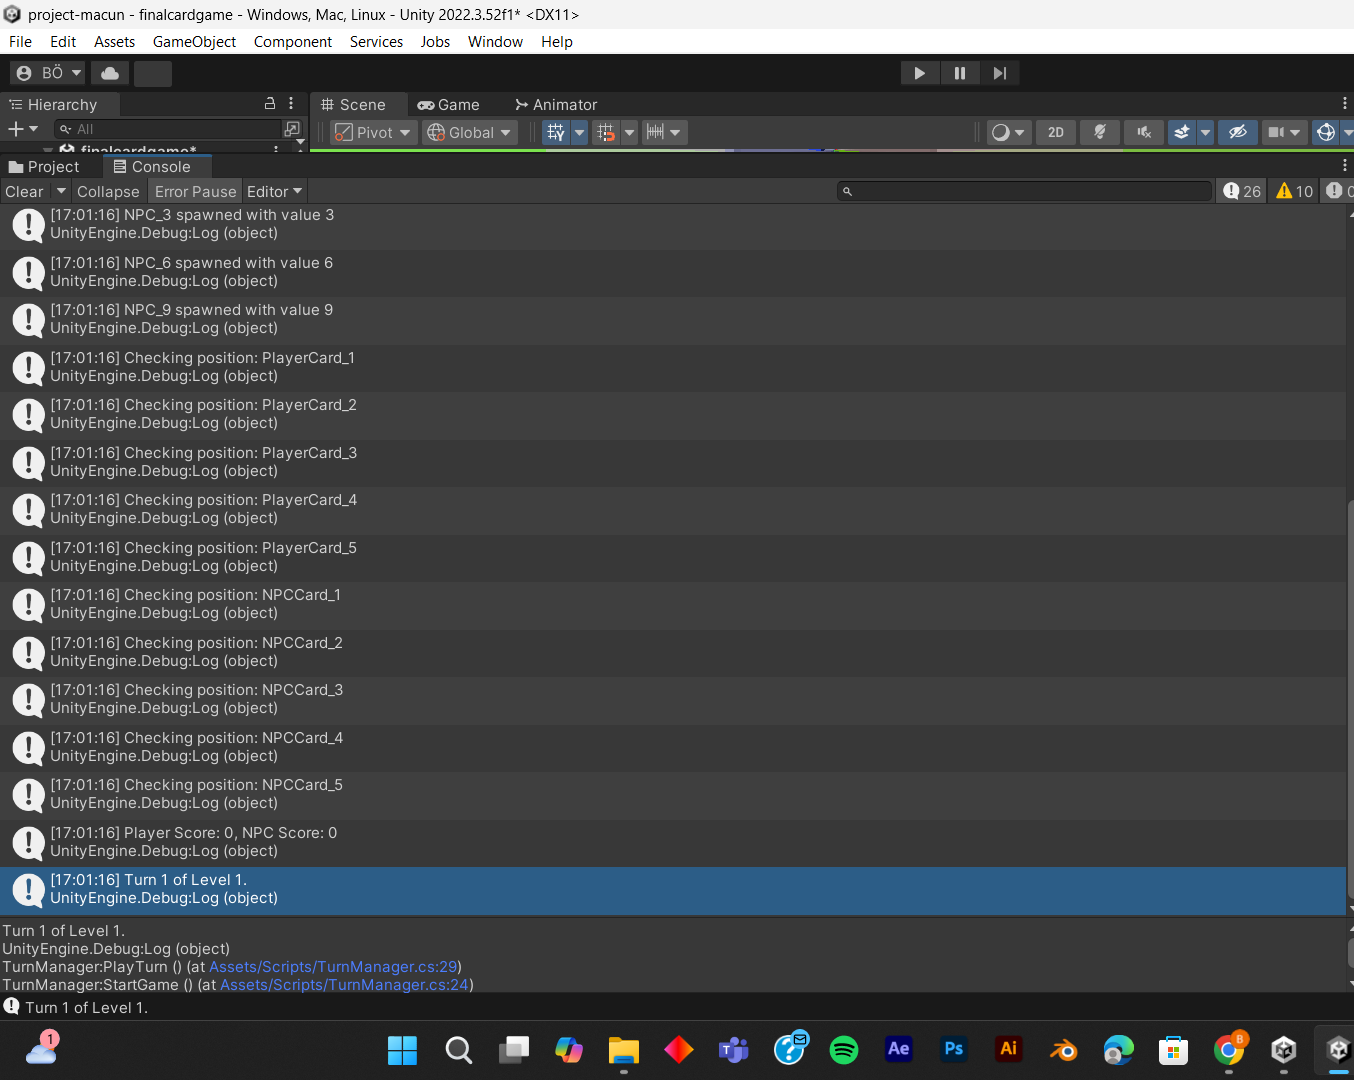 project-macun - finalcardgame - Windows, Mac, Linux - Unity 2022.3.52f1* <DX11>
File Edit Assets GameObject Component Services Jobs Window Help
BÖ
Hierarchy
Scene Game Animator
All
Pivot Global 2D
finalcardgame*
Project Console
Clear Collapse Error Pause Editor 26 10 0
[17:01:16] NPC_3 spawned with value 3
UnityEngine.Debug:Log (object)
[17:01:16] NPC_6 spawned with value 6
UnityEngine.Debug:Log (object)
[17:01:16] NPC_9 spawned with value 9
UnityEngine.Debug:Log (object)
[17:01:16] Checking position: PlayerCard_1
UnityEngine.Debug:Log (object)
[17:01:16] Checking position: PlayerCard_2
UnityEngine.Debug:Log (object)
[17:01:16] Checking position: PlayerCard_3
UnityEngine.Debug:Log (object)
[17:01:16] Checking position: PlayerCard_4
UnityEngine.Debug:Log (object)
[17:01:16] Checking position: PlayerCard_5
UnityEngine.Debug:Log (object)
[17:01:16] Checking position: NPCCard_1
UnityEngine.Debug:Log (object)
[17:01:16] Checking position: NPCCard_2
UnityEngine.Debug:Log (object)
[17:01:16] Checking position: NPCCard_3
UnityEngine.Debug:Log (object)
[17:01:16] Checking position: NPCCard_4
UnityEngine.Debug:Log (object)
[17:01:16] Checking position: NPCCard_5
UnityEngine.Debug:Log (object)
[17:01:16] Player Score: 0, NPC Score: 0
UnityEngine.Debug:Log (object)
[17:01:16] Turn 1 of Level 1.
UnityEngine.Debug:Log (object)
Turn 1 of Level 1.
UnityEngine.Debug:Log (object)
TurnManager:PlayTurn () (at Assets/Scripts/TurnManager.cs:29)
TurnManager:StartGame () (at Assets/Scripts/TurnManager.cs:24)
Turn 1 of Level 1.
1 T Ae Ps Ai B